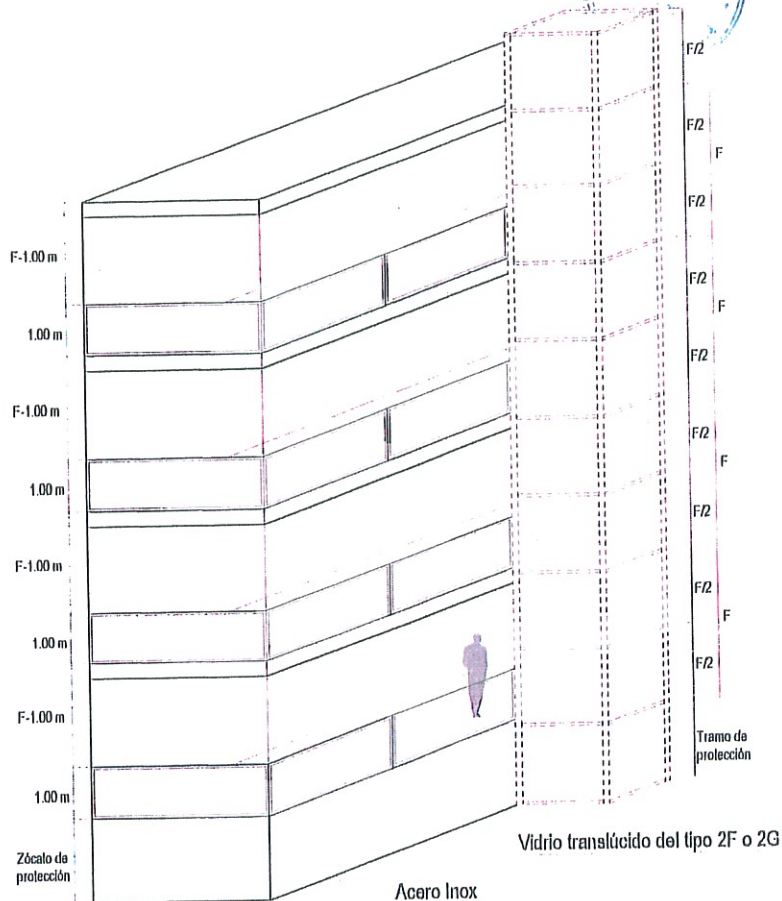 F/2
F/2
F
F/2
F-1.00 m
F/2
F
1.00 m
F/2
F-1.00 m
F/2
F
1.00 m
F/2
F-1.00 m
F/2
F
1.00 m
F/2
F-1.00 m
Tramo de
protección
1.00 m
Vidrio translúcido del tipo 2F o 2G
Zócalo de
protección
Acero Inox